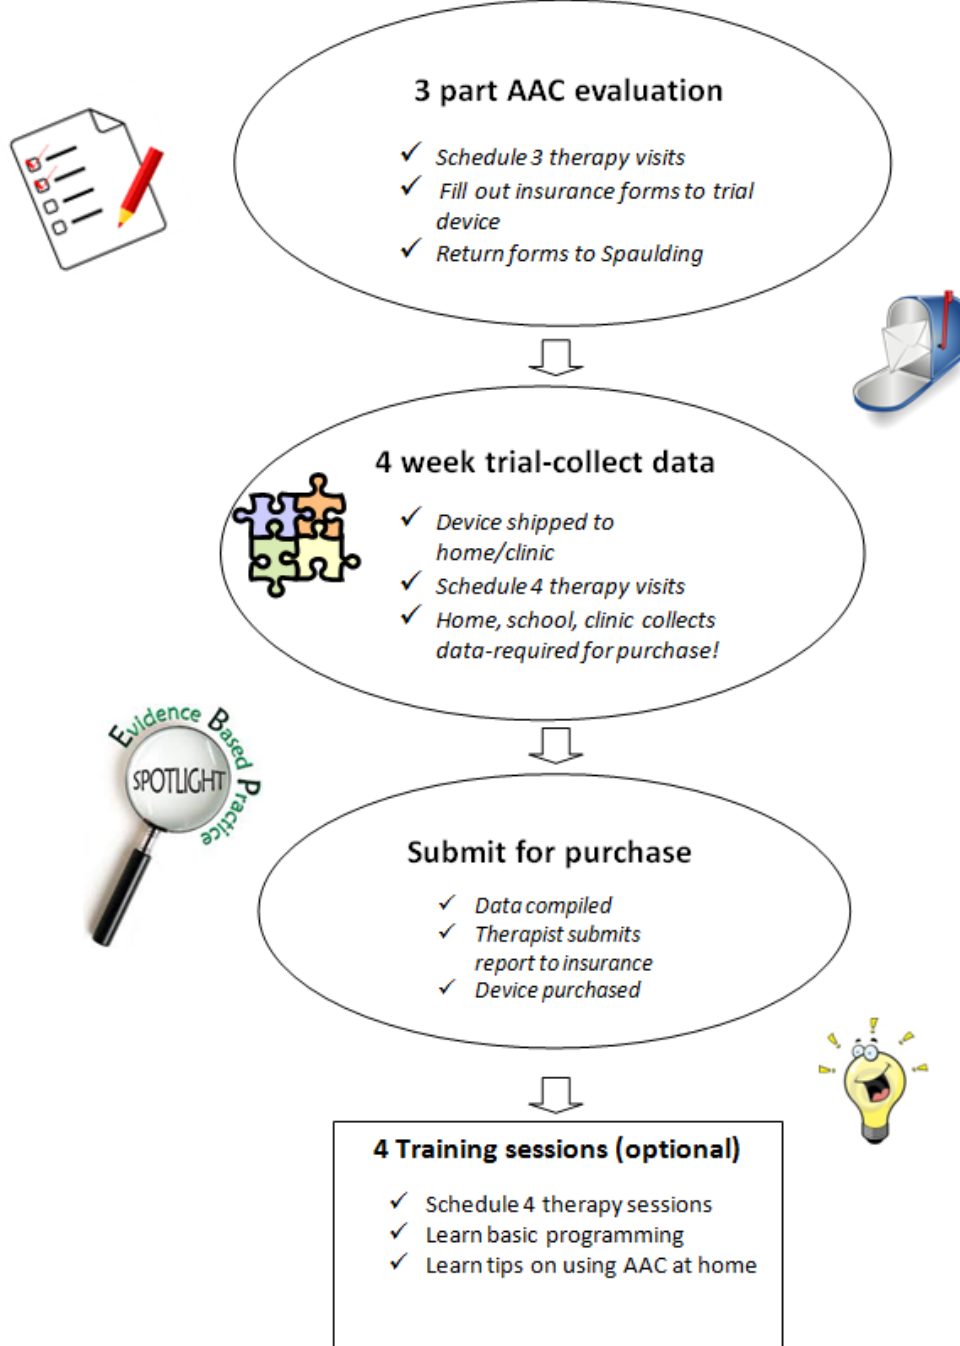 3 part AAC evaluation
✓ Schedule 3 therapy visits
✓ Fill out insurance forms to trial
device
✓ Return forms to Spaulding
4 week trial-collect data
✓ Device shipped to
home/clinic
✓ Schedule 4 therapy visits
✓ Home, school, clinic collects
data-required for purchase!
Evidence Based Practice
SPOTLIGHT
Submit for purchase
✓ Data compiled
✓ Therapist submits
report to insurance
✓ Device purchased
4 Training sessions (optional)
✓ Schedule 4 therapy sessions
✓ Learn basic programming
✓ Learn tips on using AAC at home